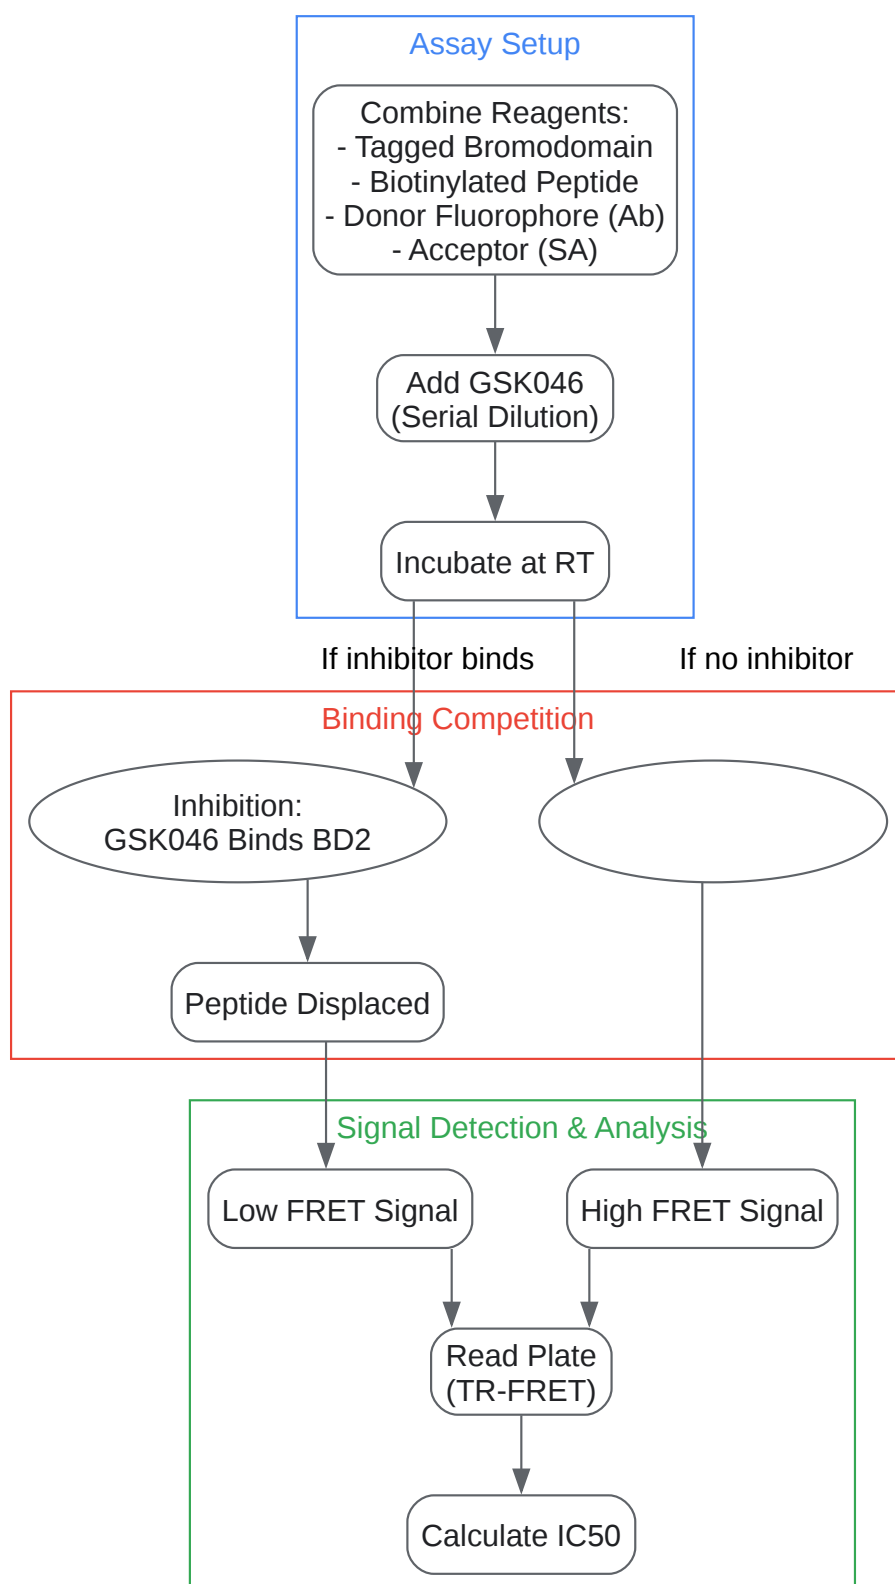 Assay Setup
Combine Reagents:
- Tagged Bromodomain
- Biotinylated Peptide
- Donor Fluorophore (Ab)
- Acceptor (SA)
Add GSK046
(Serial Dilution)
Incubate at RT
If inhibitor binds
If no inhibitor
Binding Competition
Inhibition:
GSK046 Binds BD2
Peptide Displaced
Signal Detection & Analysis
Low FRET Signal
High FRET Signal
Read Plate
(TR-FRET)
Calculate IC50